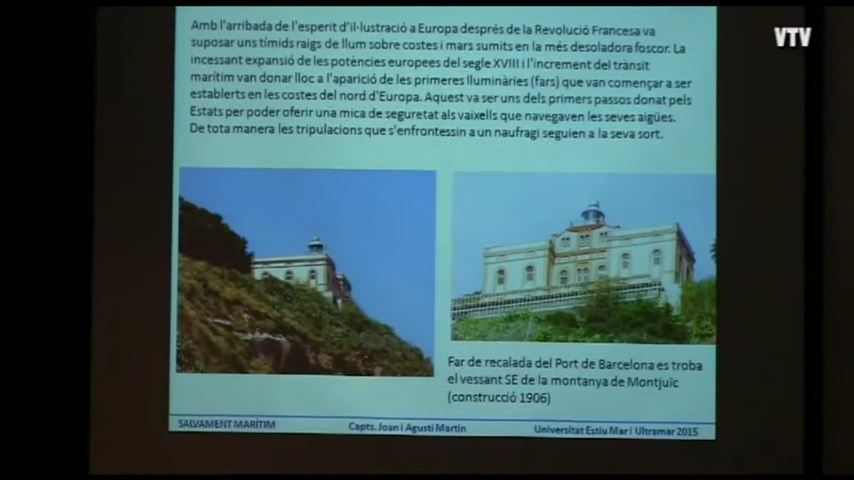 VTV
Amb l'arribada de l'esperit d'il·lustració a Europa després de la Revolució Francesa va
suposar uns tímids raigs de llum sobre costes i mars sumits en la més desoladora foscor. La
incessant expansió de les potències europees del segle XVIII i l'increment del trànsit
marítim van donar lloc a l'aparició de les primeres lluminàries (fars) que van començar a ser
establerts en les costes del nord d'Europa. Aquest va ser uns dels primers passos donat pels
Estats per poder oferir una mica de seguretat als vaixells que navegaven les seves aigües.
De tota manera les tripulacions que s'enfrontessin a un naufragi seguien a la seva sort.
Far de recalada del Port de Barcelona es troba
el vessant SE de la montanya de Montjuïc
(construcció 1906)
SALVAMENT MARÍTIM
Capts. Joan i Agustí Martín
Universitat Estiu Mar i Ultramar 2015